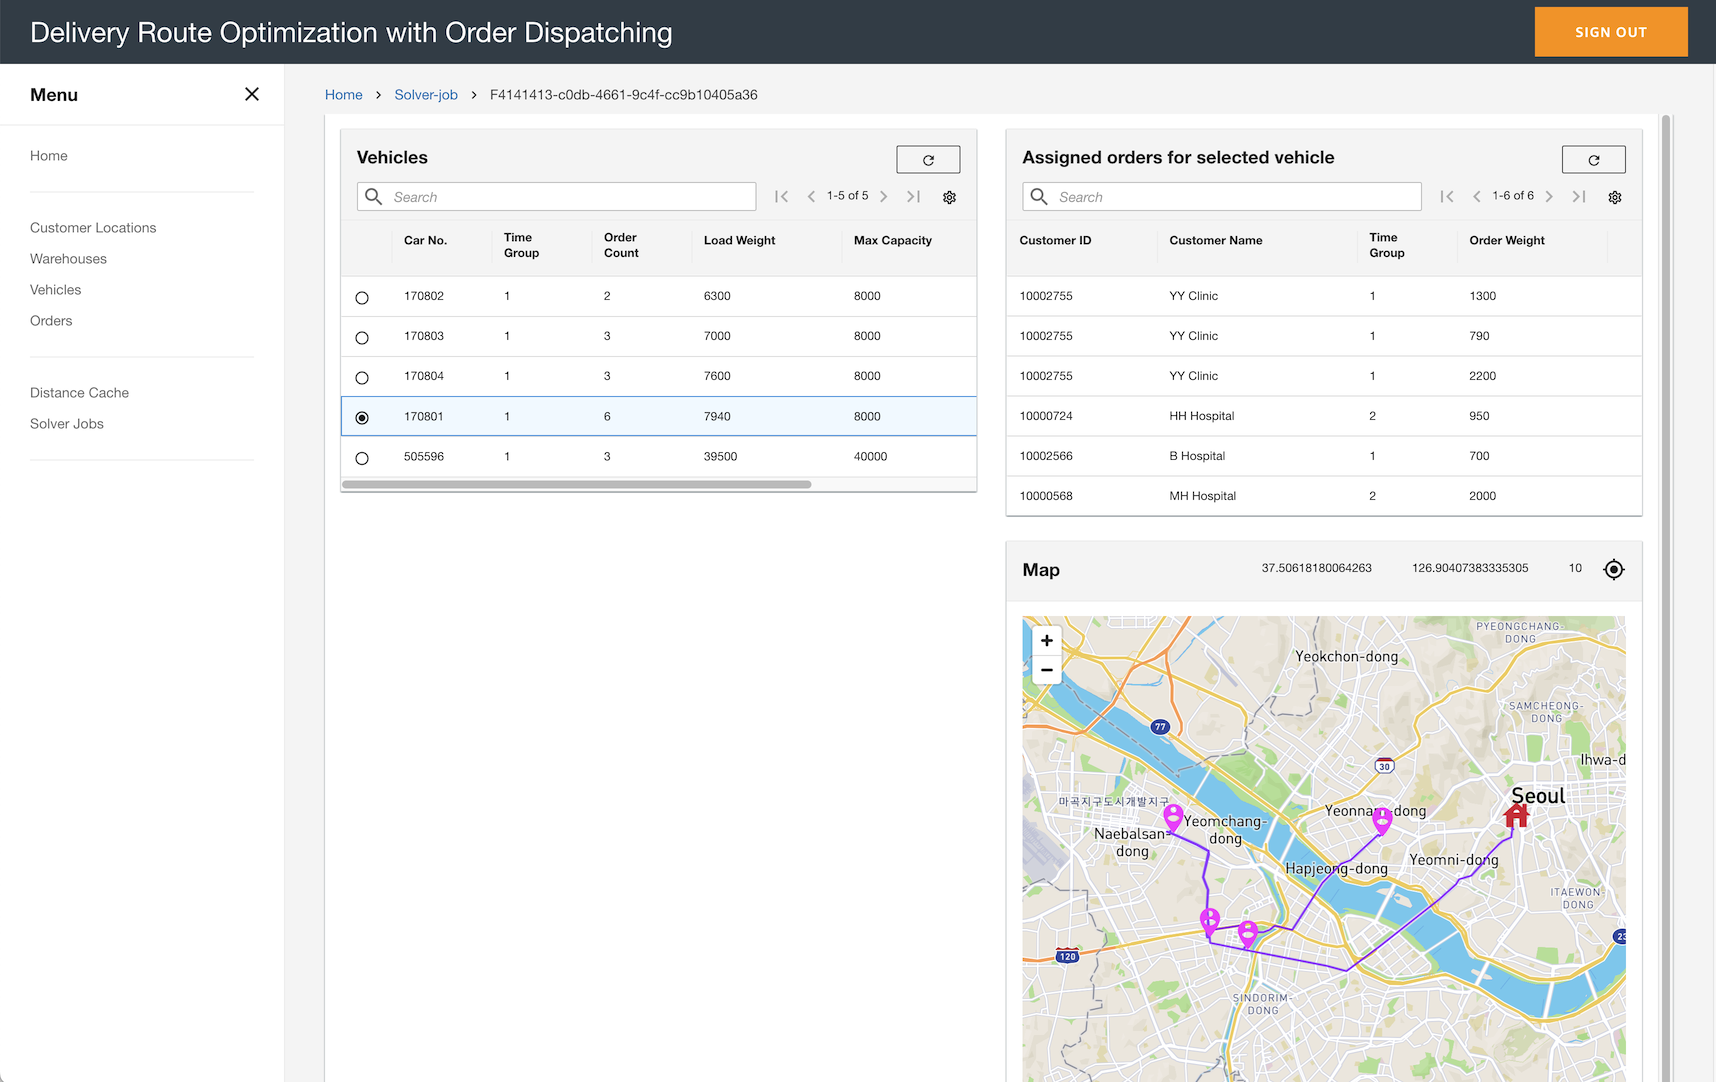 Delivery Route Optimization with Order Dispatching
SIGN OUT
Menu
Home
Customer Locations
Warehouses
Vehicles
Orders
Distance Cache
Solver Jobs
Home > Solver-job > F4141413-c0db-4661-9c4f-cc9b10405a36
Vehicles
Search
1-5 of 5
Car No. Time Group Order Count Load Weight Max Capacity
170802 1 2 6300 8000
170803 1 3 7000 8000
170804 1 3 7600 8000
170801 1 6 7940 8000
505596 1 3 39500 40000
Assigned orders for selected vehicle
Search
1-6 of 6
Customer ID Customer Name Time Group Order Weight
10002755 YY Clinic 1 1300
10002755 YY Clinic 1 790
10002755 YY Clinic 1 2200
10000724 HH Hospital 2 950
10002566 B Hospital 1 700
10000568 MH Hospital 2 2000
Map
37.50618180064263 126.90407383335305 10
+
−
PYEONGCHANG-
DONG
Yeokchon-dong
SAMCHEONG-
DONG
77
30
Ihwa-d
Seoul
마곡지구도시개발지구
Yeonnam-dong
Yeomchang-
dong
Naebalsan-
dong
Yeomni-dong
Hapjeong-dong
ITAEWON-
DONG
23
120
SINDORIM-
DONG